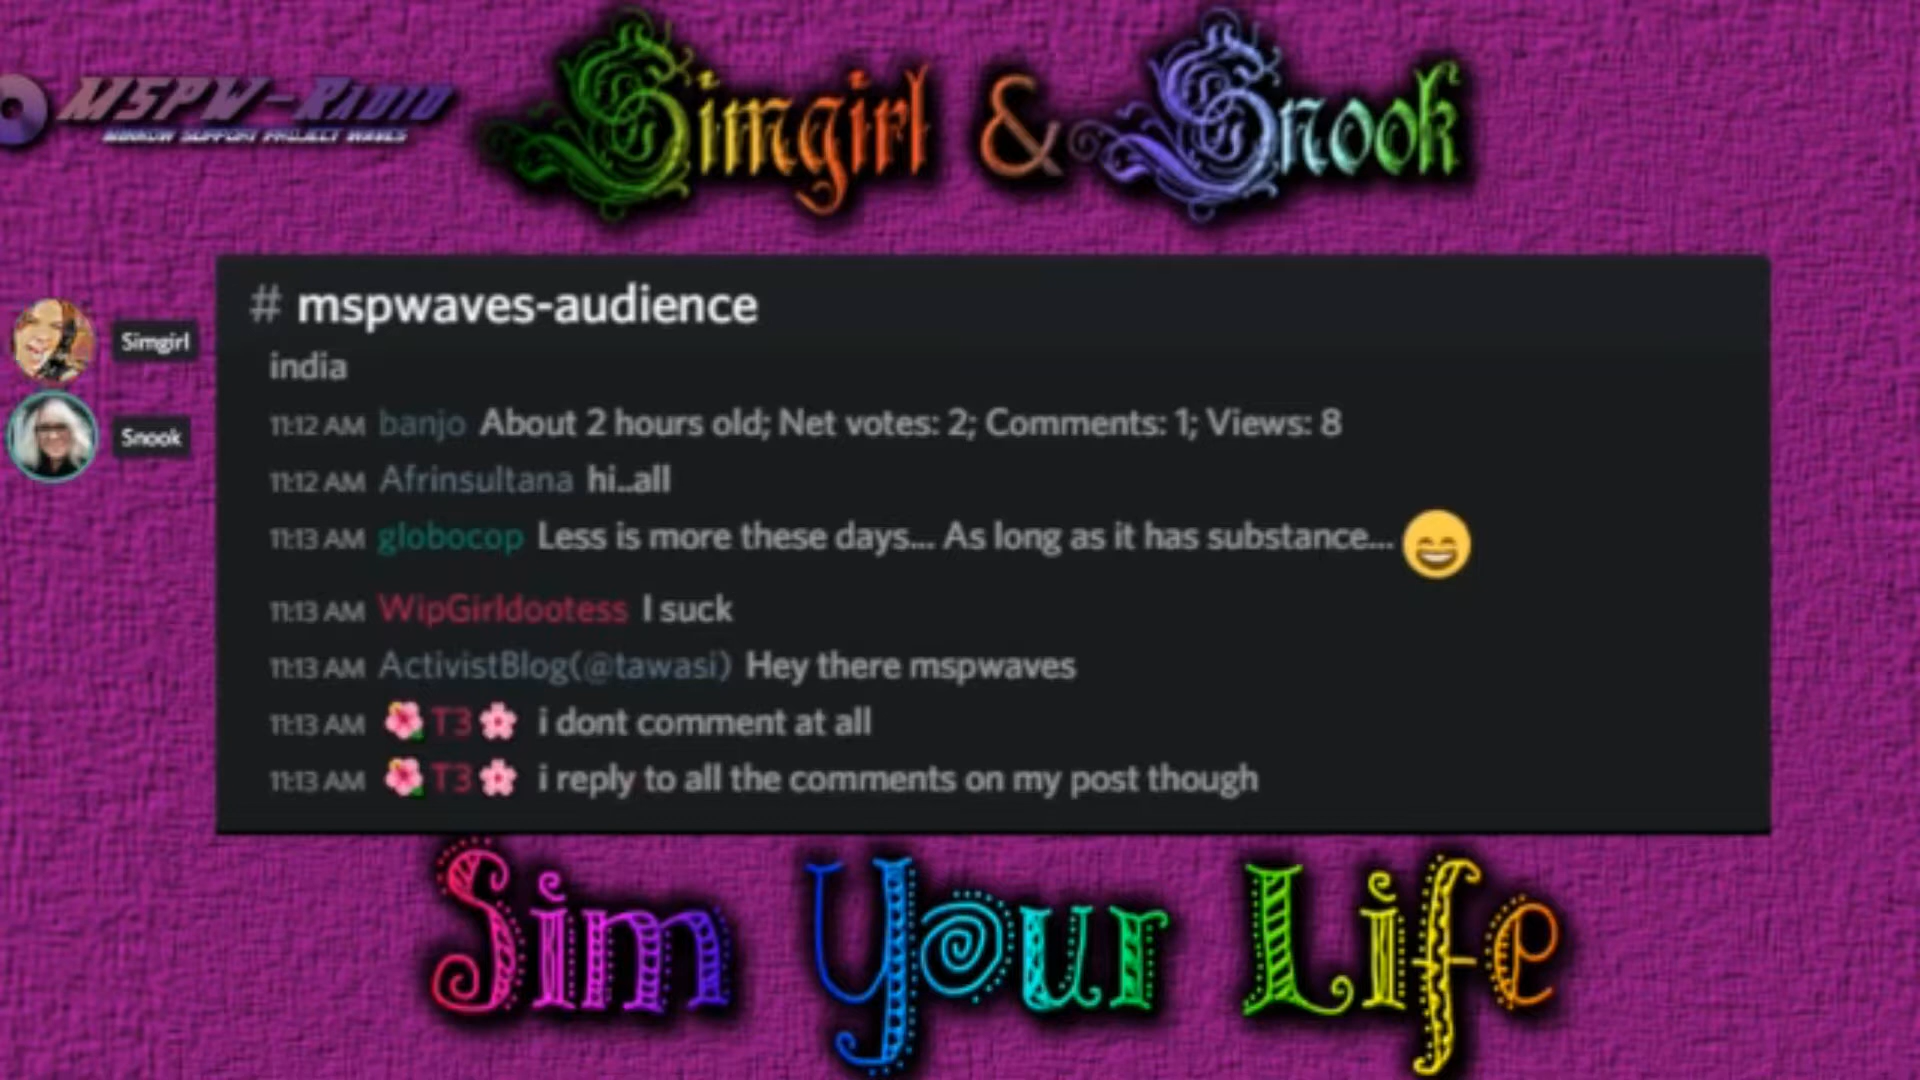 MSPW-Radio
MINNOW SUPPORT PROJECT WAVES
Simgirl & Snook
Simgirl
Snook
# mspwaves-audience
india
11:12 AM banjo About 2 hours old; Net votes: 2; Comments: 1; Views: 8
11:12 AM Afrinsultana hi..all
11:13 AM globocop Less is more these days... As long as it has substance... 😄
11:13 AM WipGirldootess I suck
11:13 AM ActivistBlog(@tawasi) Hey there mspwaves
11:13 AM 🌺T3🌸 i dont comment at all
11:13 AM 🌺T3🌸 i reply to all the comments on my post though
Sim Your Life